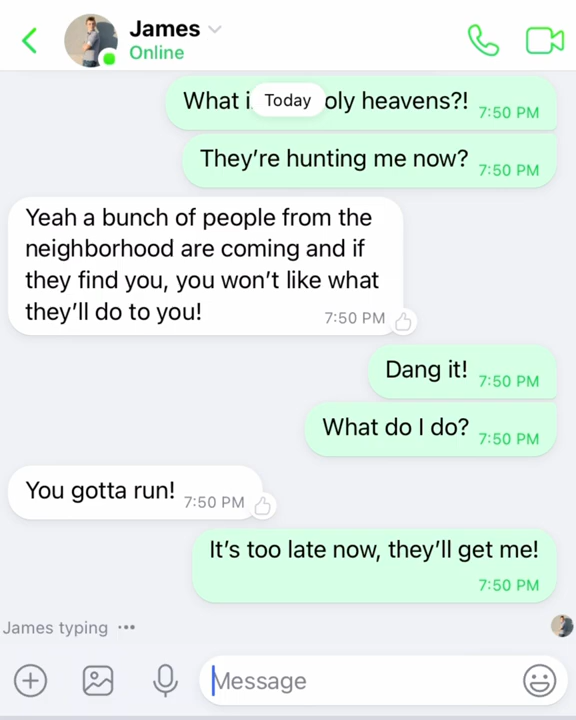 James
Online
What i
Today
oly heavens?!
7:50 PM
They’re hunting me now?
7:50 PM
Yeah a bunch of people from the
neighborhood are coming and if
they find you, you won’t like what
they’ll do to you!
7:50 PM
Dang it!
7:50 PM
What do I do?
7:50 PM
You gotta run!
7:50 PM
It’s too late now, they’ll get me!
7:50 PM
James typing •••
Message